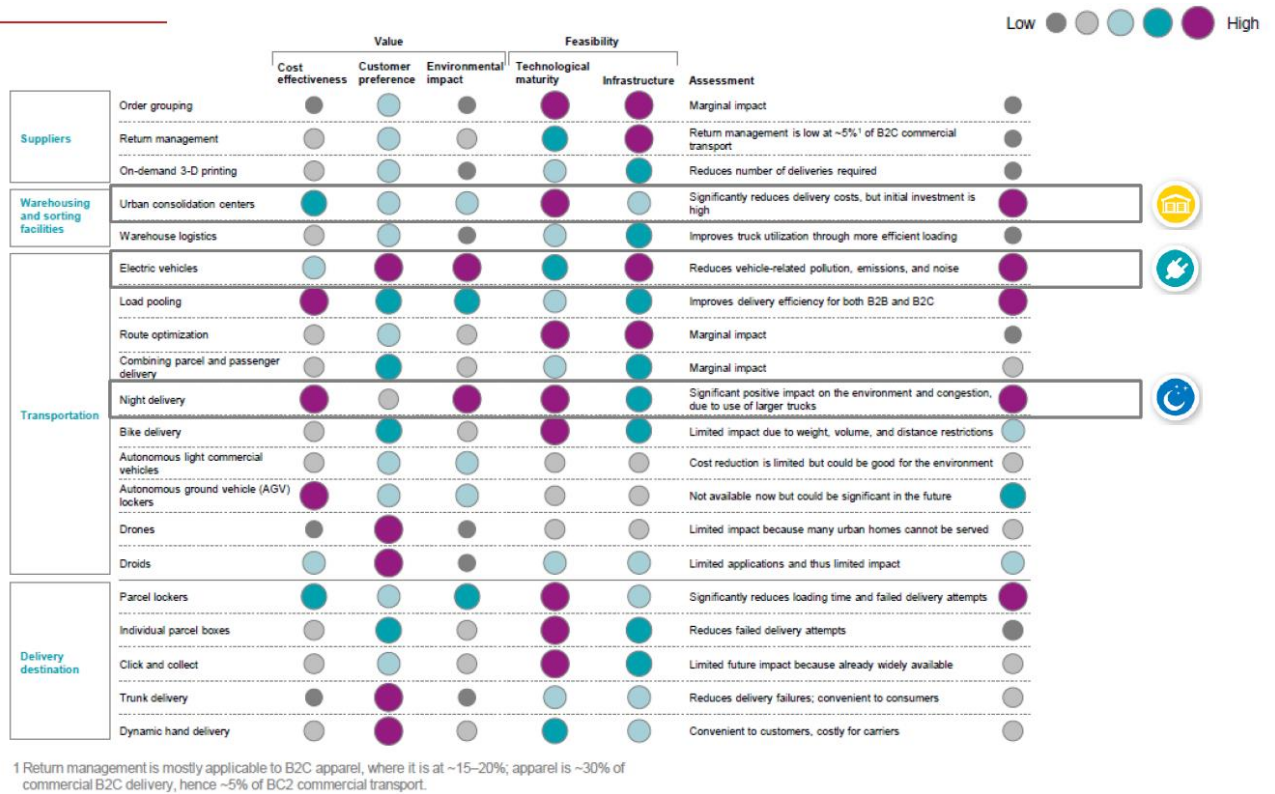 Low High
Value Feasibility
Cost effectiveness Customer preference Environmental impact Technological maturity Infrastructure Assessment
Suppliers
Order grouping Marginal impact
Return management Return management is low at ~5%¹ of B2C commercial
transport
On-demand 3-D printing Reduces number of deliveries required
Warehousing
and sorting
facilities
Urban consolidation centers Significantly reduces delivery costs, but initial investment is
high
Warehouse logistics Improves truck utilization through more efficient loading
Transportation
Electric vehicles Reduces vehicle-related pollution, emissions, and noise
Load pooling Improves delivery efficiency for both B2B and B2C
Route optimization Marginal impact
Combining parcel and passenger
delivery Marginal impact
Night delivery Significant positive impact on the environment and congestion,
due to use of larger trucks
Bike delivery Limited impact due to weight, volume, and distance restrictions
Autonomous light commercial
vehicles Cost reduction is limited but could be good for the environment
Autonomous ground vehicle (AGV)
lockers Not available now but could be significant in the future
Drones Limited impact because many urban homes cannot be served
Droids Limited applications and thus limited impact
Delivery
destination
Parcel lockers Significantly reduces loading time and failed delivery attempts
Individual parcel boxes Reduces failed delivery attempts
Click and collect Limited future impact because already widely available
Trunk delivery Reduces delivery failures; convenient to consumers
Dynamic hand delivery Convenient to customers, costly for carriers
1 Return management is mostly applicable to B2C apparel, where it is at ~15–20%; apparel is ~30% of
commercial B2C delivery, hence ~5% of BC2 commercial transport.